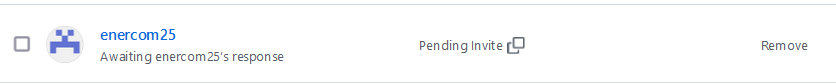 enercom25
Awaiting enercom25's response
Pending Invite
Remove